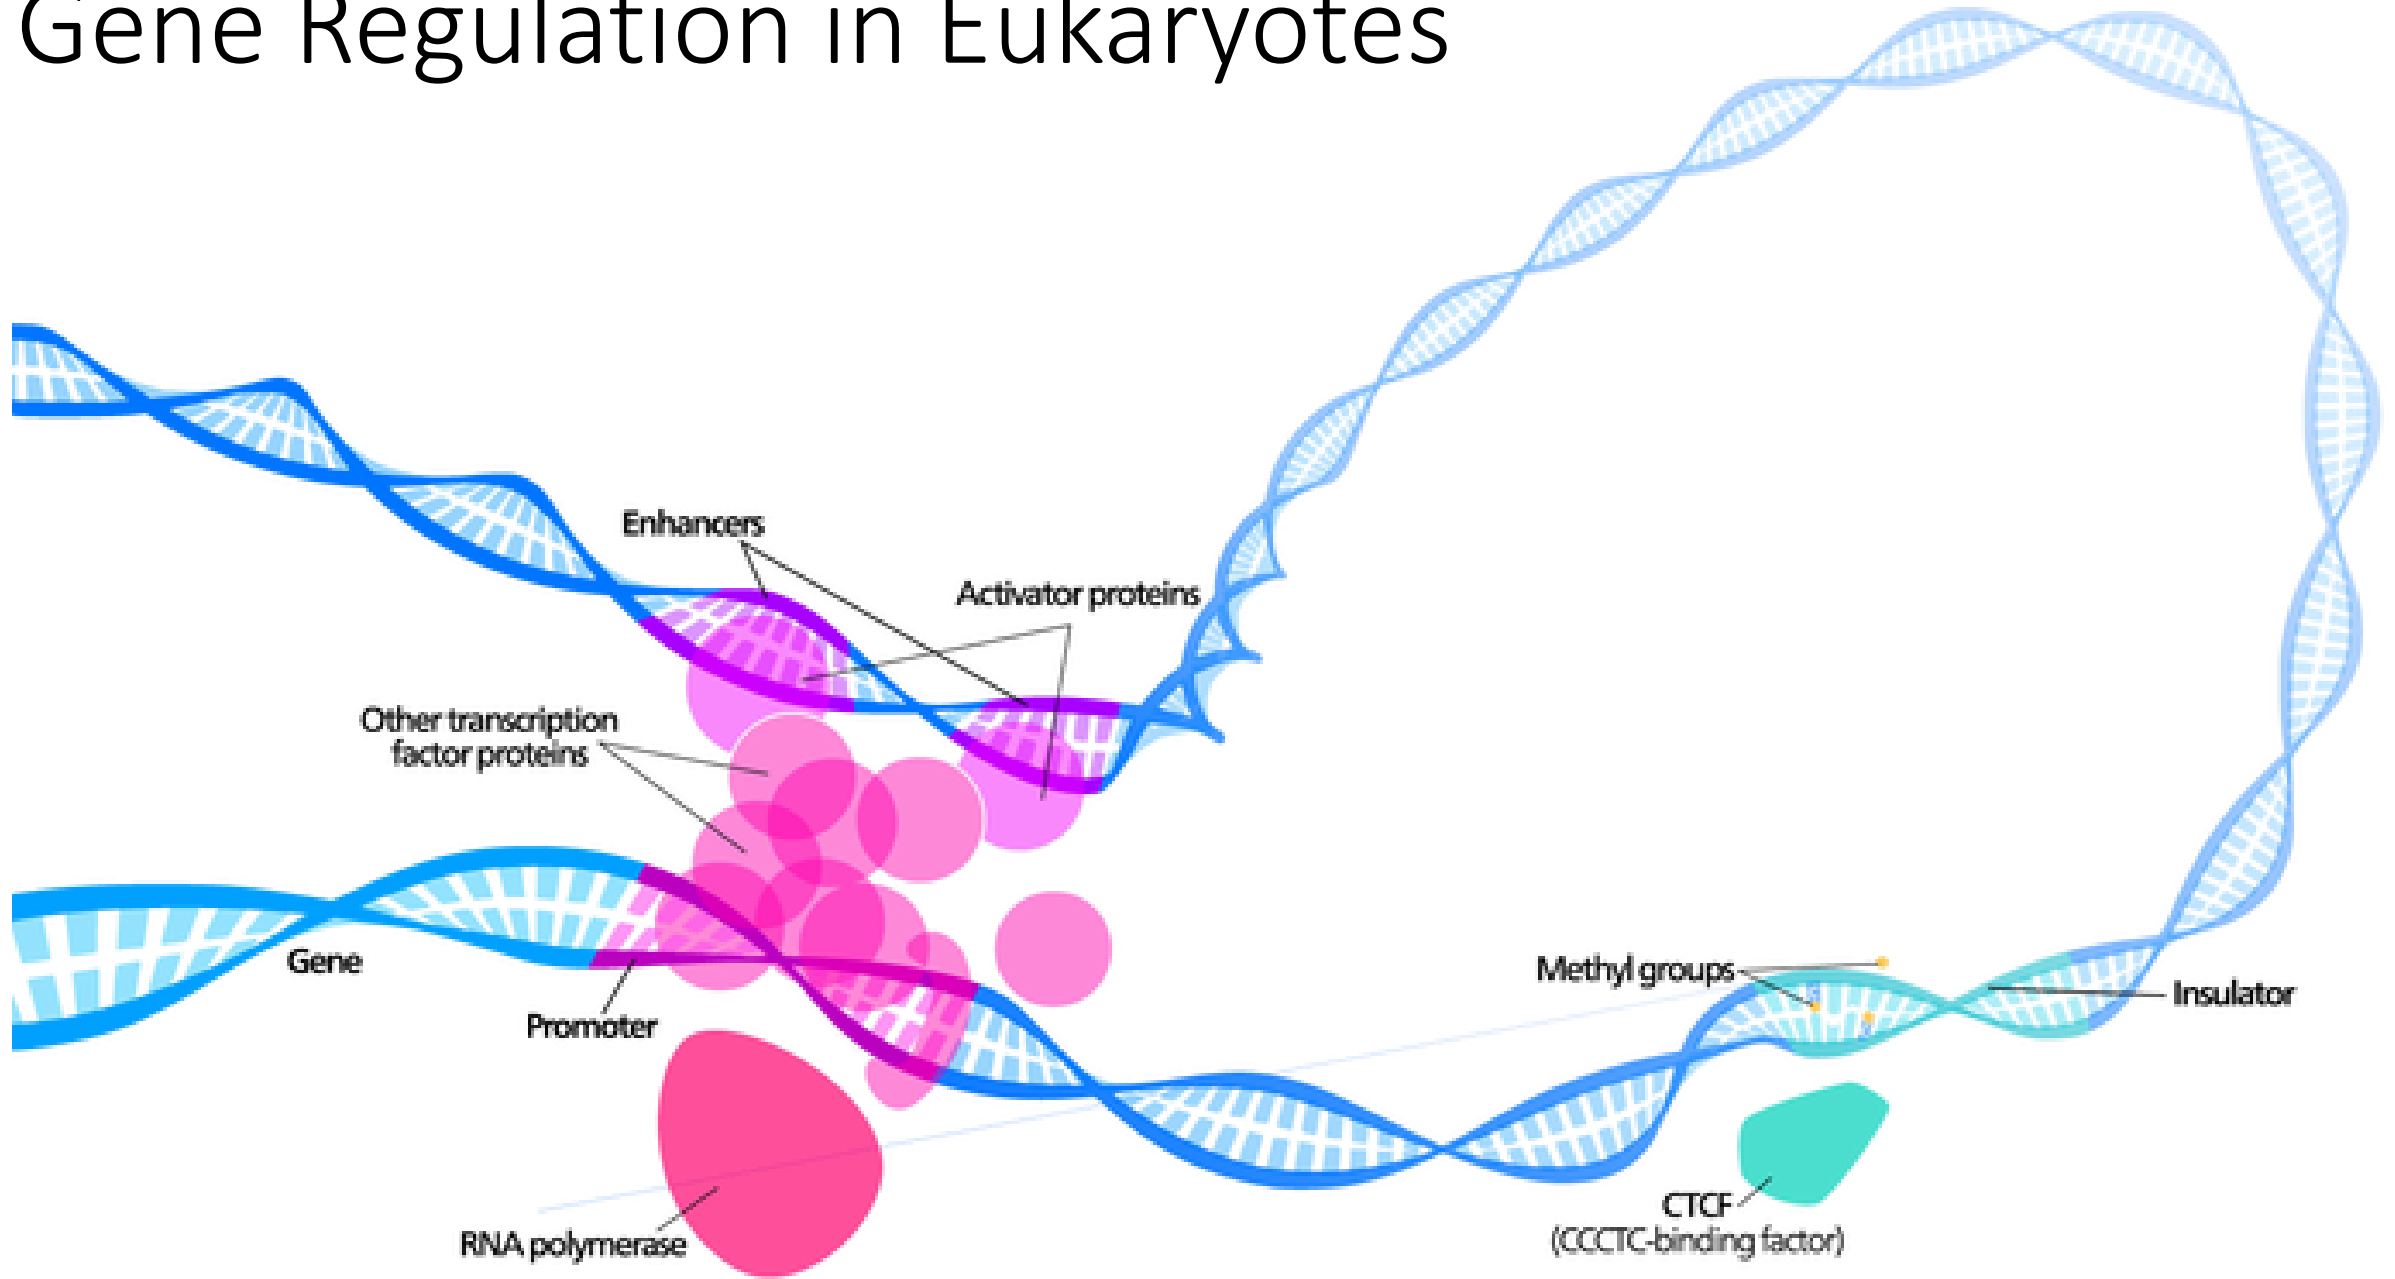 Gene Regulation in Eukaryotes
Enhancers
Activator proteins
Other transcription
factor proteins
Gene
Promoter
Methyl groups
Insulator
RNA polymerase
CTCF
(CCCTC-binding factor)